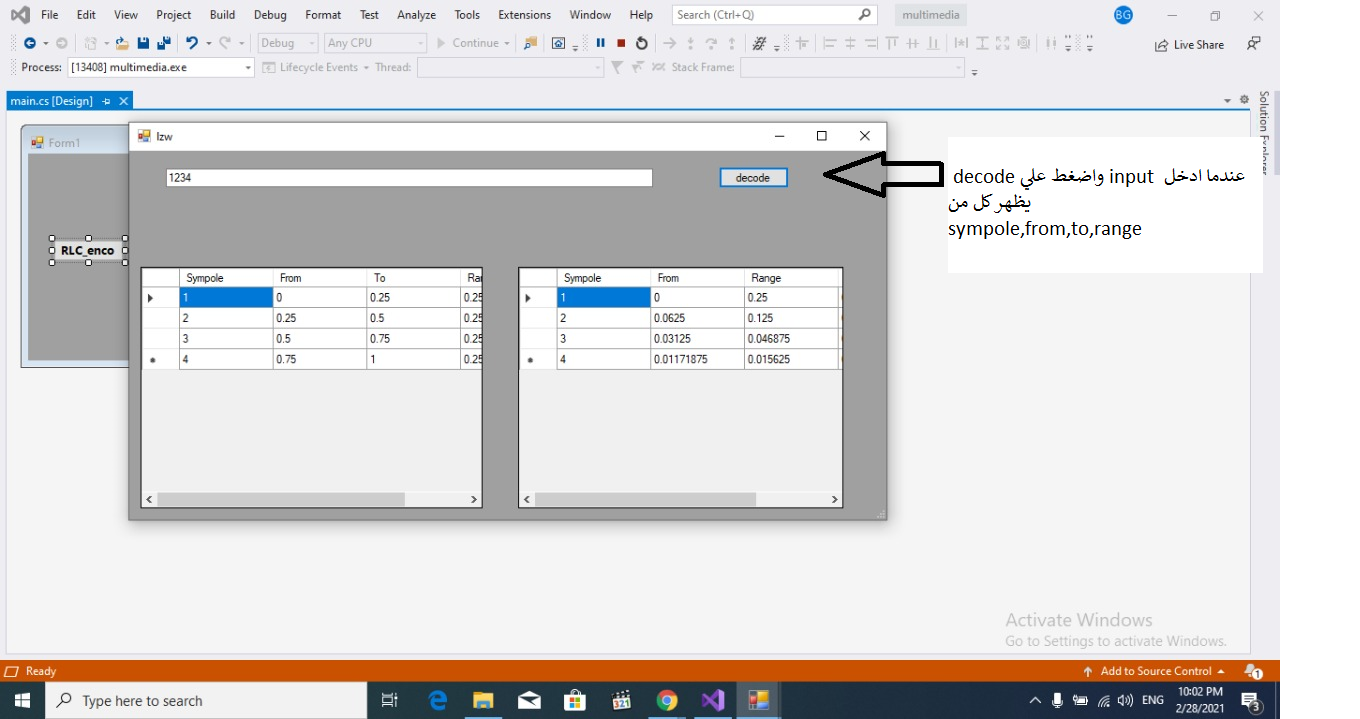 File Edit View Project Build Debug Format Test Analyze Tools Extensions Window Help Search (Ctrl+Q) multimedia BG
Debug Any CPU Continue Live Share
Process: [13408] multimedia.exe Lifecycle Events Thread: Stack Frame:
main.cs [Design]
Solution Explorer
Form1
lzw
1234 decode
عندما ادخل input واضغط علي decode
يظهر كل من
sympole,from,to,range
RLC_enco
Sympole From To Ra
1 0 0.25 0.25
2 0.25 0.5 0.25
3 0.5 0.75 0.25
4 0.75 1 0.25
Sympole From Range
1 0 0.25
2 0.0625 0.125
3 0.03125 0.046875
4 0.01171875 0.015625
Activate Windows
Go to Settings to activate Windows.
Ready Add to Source Control 1
Type here to search 321 ENG 10:02 PM 3
2/28/2021